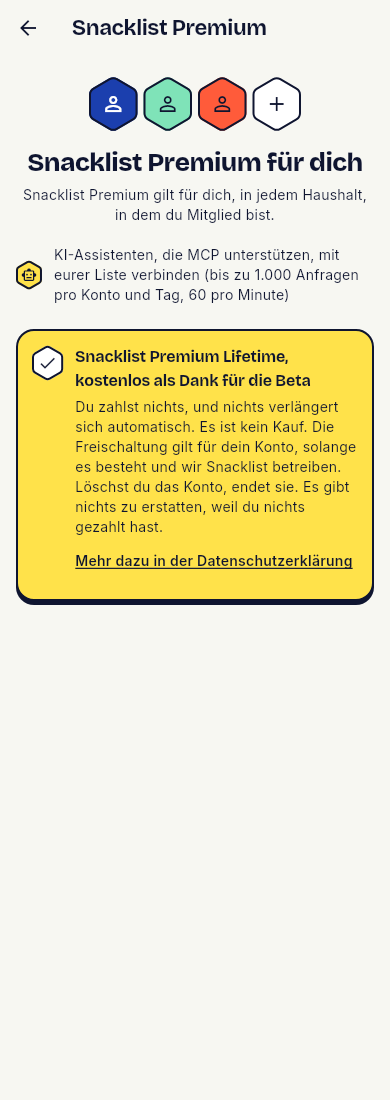 Snacklist Premium
Snacklist Premium für dich
Snacklist Premium gilt für dich, in jedem Haushalt,
in dem du Mitglied bist.
KI-Assistenten, die MCP unterstützen, mit
eurer Liste verbinden (bis zu 1.000 Anfragen
pro Konto und Tag, 60 pro Minute)
Snacklist Premium Lifetime,
kostenlos als Dank für die Beta
Du zahlst nichts, und nichts verlängert
sich automatisch. Es ist kein Kauf. Die
Freischaltung gilt für dein Konto, solange
es besteht und wir Snacklist betreiben.
Löschst du das Konto, endet sie. Es gibt
nichts zu erstatten, weil du nichts
gezahlt hast.
Mehr dazu in der Datenschutzerklärung